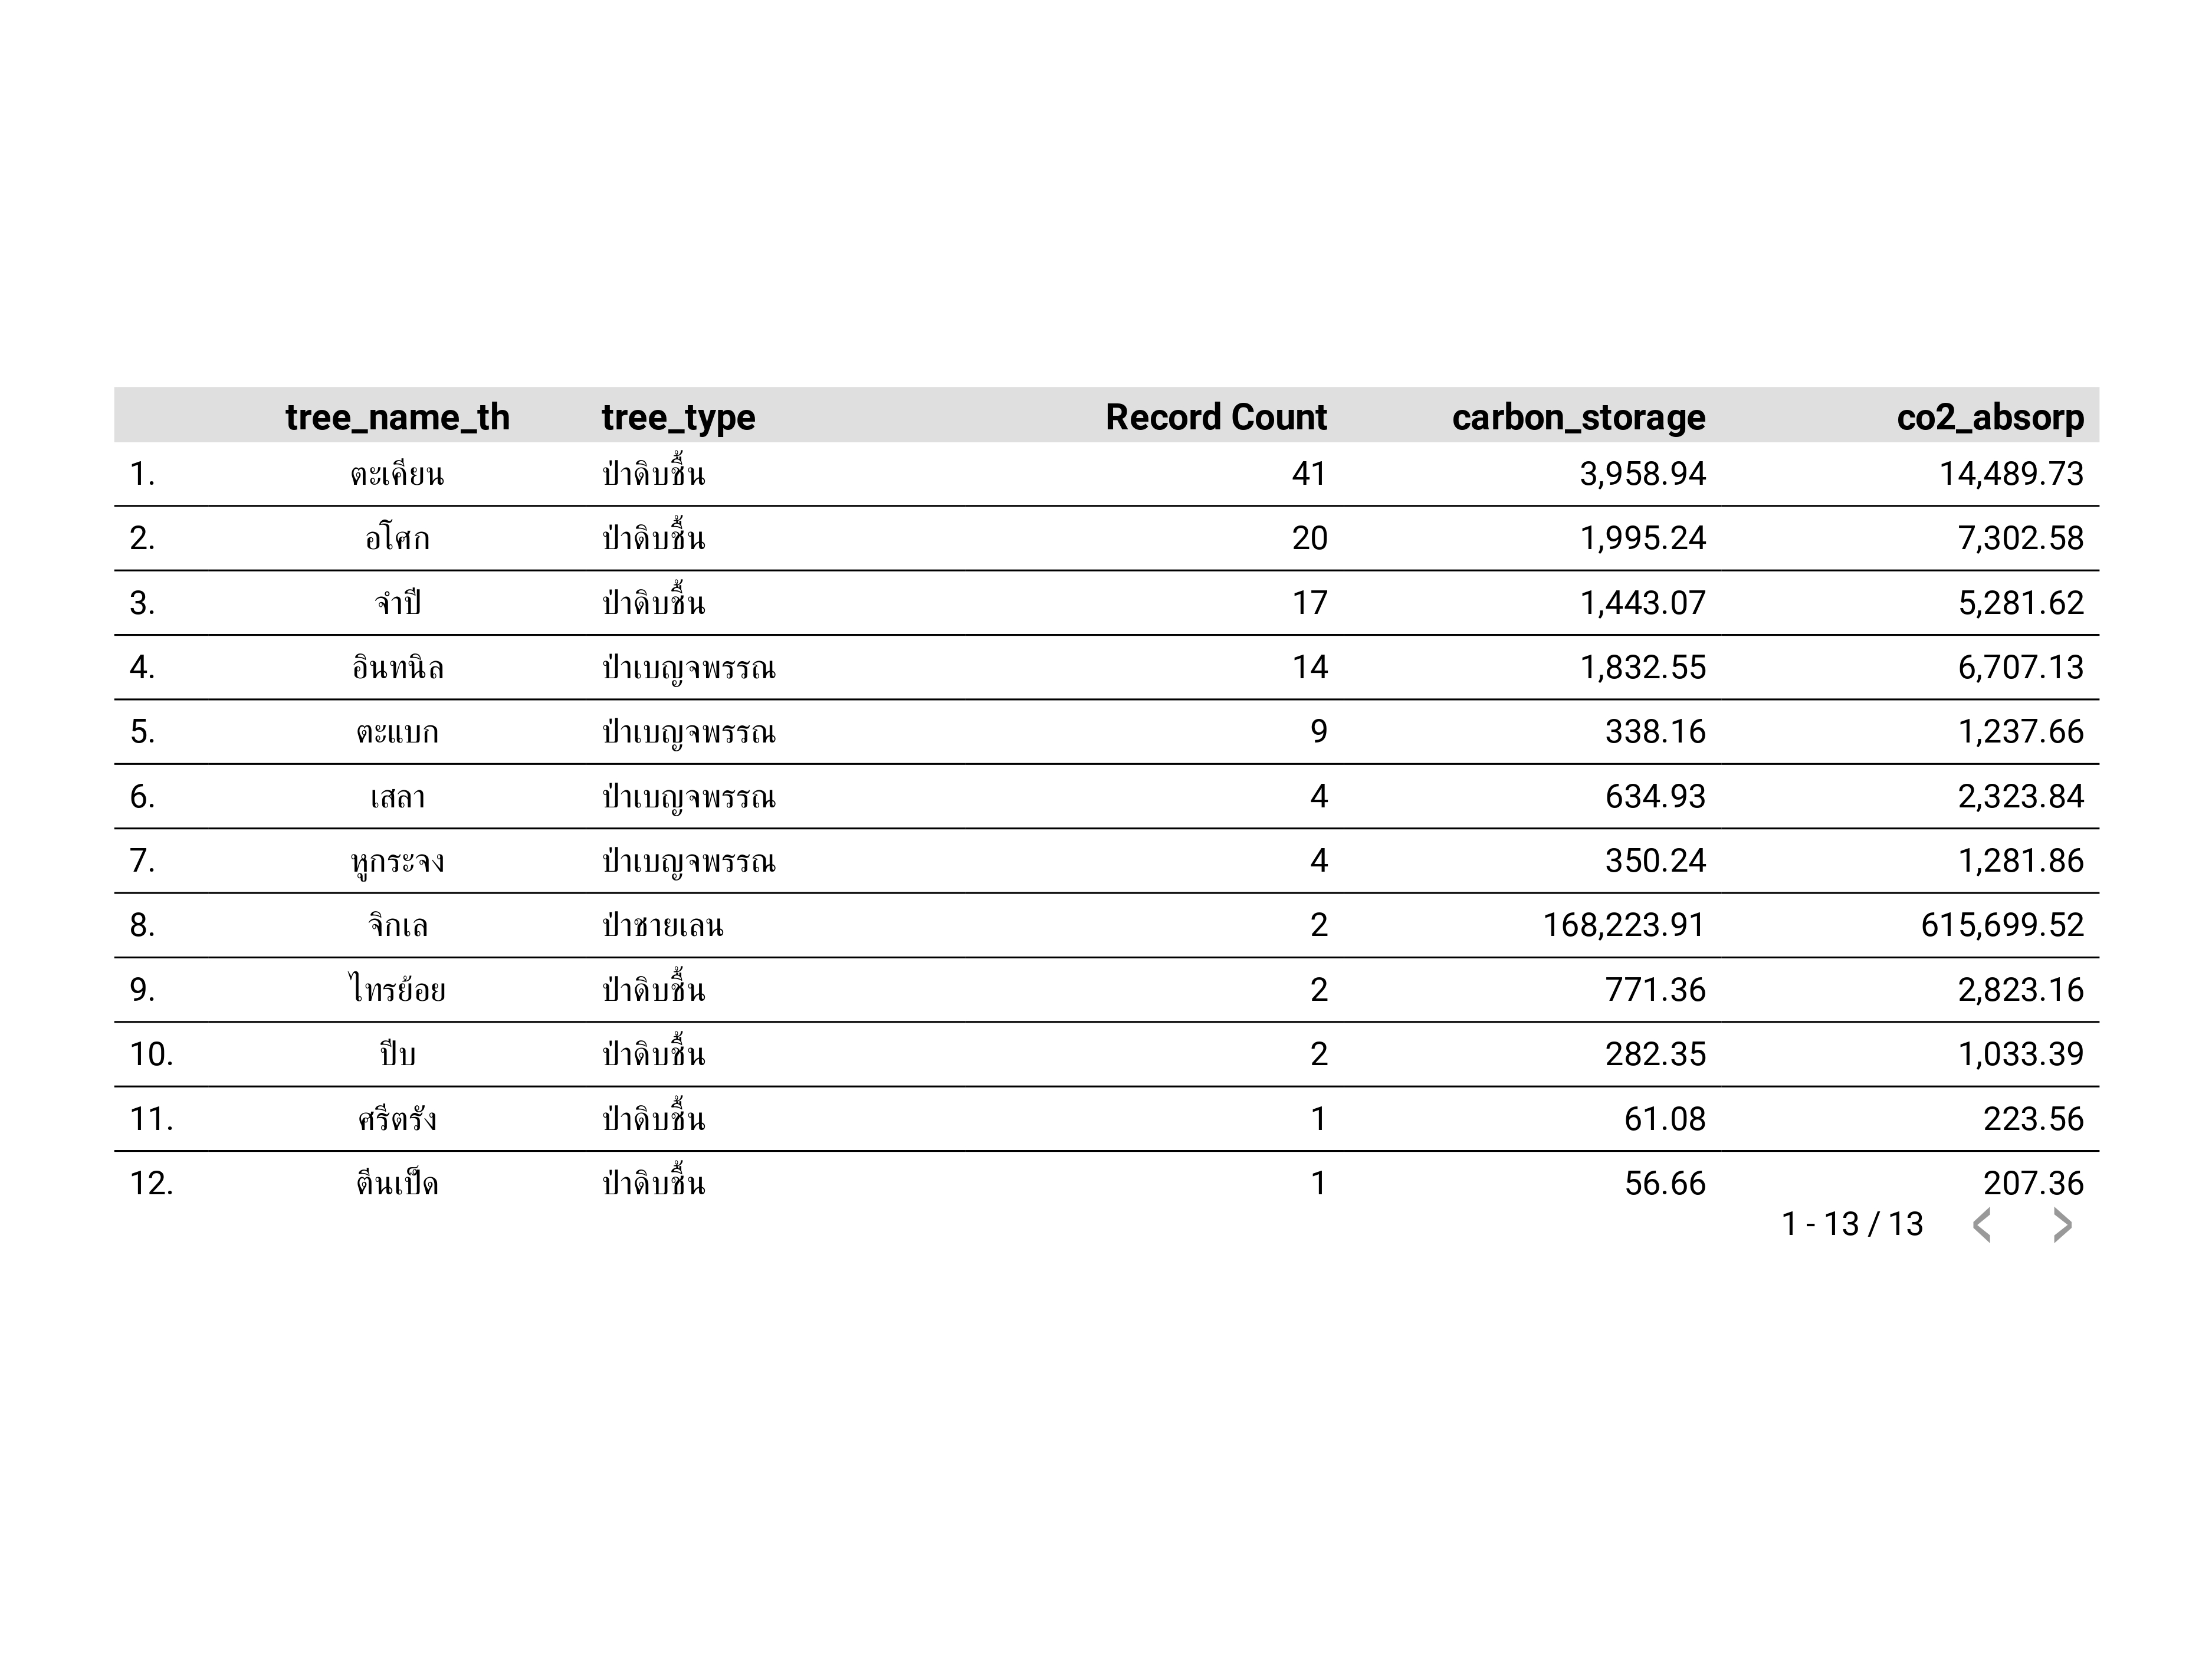 tree_name_th tree_type Record Count carbon_storage co2_absorp
1. ตะเคียน ป่าดิบชื้น 41 3,958.94 14,489.73
2. อโศก ป่าดิบชื้น 20 1,995.24 7,302.58
3. จำปี ป่าดิบชื้น 17 1,443.07 5,281.62
4. อินทนิล ป่าเบญจพรรณ 14 1,832.55 6,707.13
5. ตะแบก ป่าเบญจพรรณ 9 338.16 1,237.66
6. เสลา ป่าเบญจพรรณ 4 634.93 2,323.84
7. หูกระจง ป่าเบญจพรรณ 4 350.24 1,281.86
8. จิกเล ป่าชายเลน 2 168,223.91 615,699.52
9. ไทรย้อย ป่าดิบชื้น 2 771.36 2,823.16
10. ปีบ ป่าดิบชื้น 2 282.35 1,033.39
11. ศรีตรัง ป่าดิบชื้น 1 61.08 223.56
12. ตีนเป็ด ป่าดิบชื้น 1 56.66 207.36
1 - 13 / 13 < >